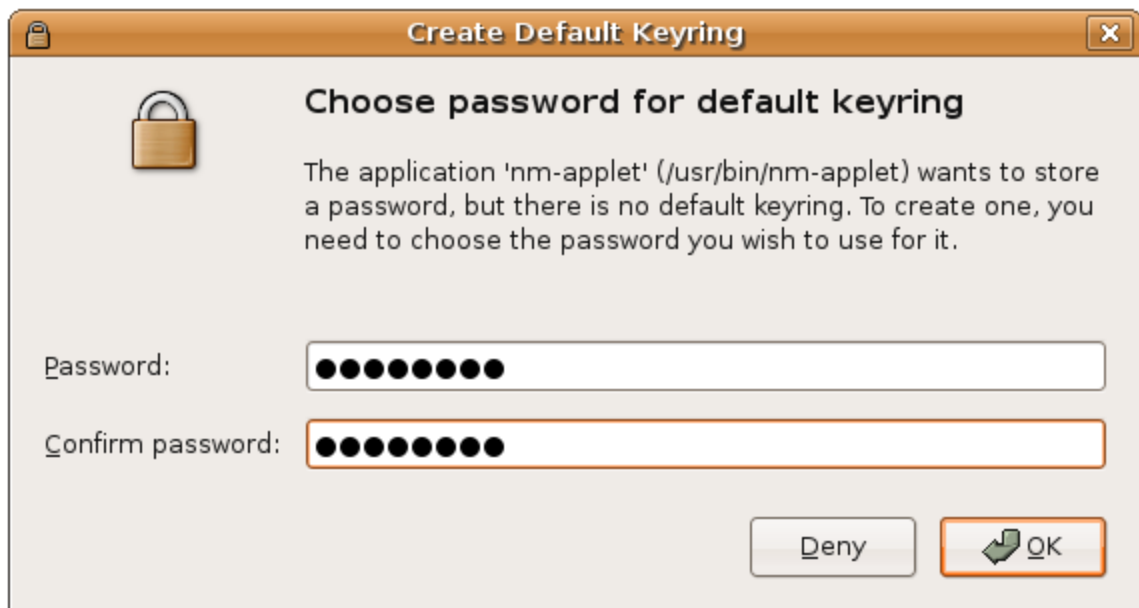 Create Default Keyring
Choose password for default keyring
The application 'nm-applet' (/usr/bin/nm-applet) wants to store
a password, but there is no default keyring. To create one, you
need to choose the password you wish to use for it.
Password: ●●●●●●●●
Confirm password: ●●●●●●●●
Deny OK